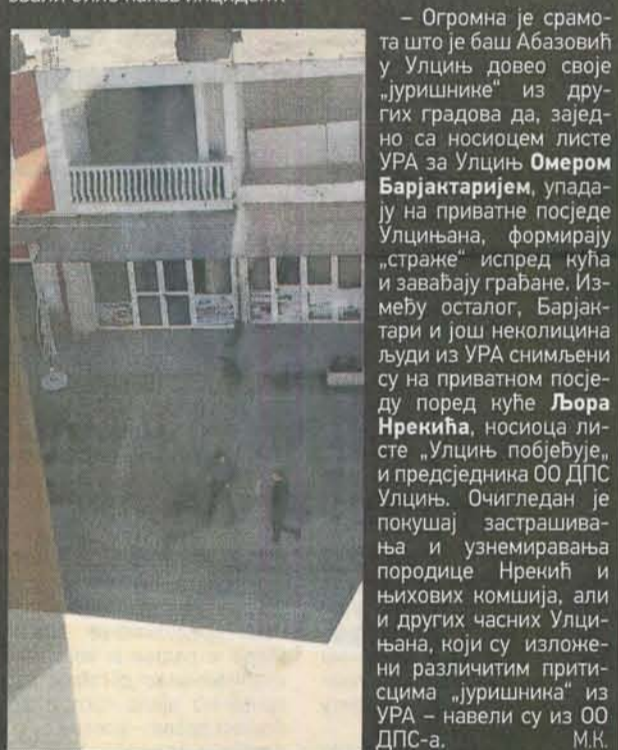 – Огромна је срамо-
та што је баш Абазовић
у Улцињ довео своје
„јуришнике“ из дру-
гих градова да, зајед-
но са носиоцем листе
УРА за Улцињ Омером
Барјактаријем, упада-
ју на приватне посједе
Улцињана, формирају
„страже“ испред кућа
и завађају грађане. Из-
међу осталог, Барјак-
тари и још неколицина
људи из УРА снимљени
су на приватном посје-
ду поред куће Љора
Нрекића, носиоца ли-
сте „Улцињ побјеђује„
и предсједника ОО ДПС
Улцињ. Очигледан је
покушај застрашива-
ња и узнемиравања
породице Нрекић и
њихових комшија, али
и других часних Улци-
њана, који су изложе-
ни различитим прити-
сцима „јуришника“ из
УРА – навели су из ОО
ДПС-а. М.К.